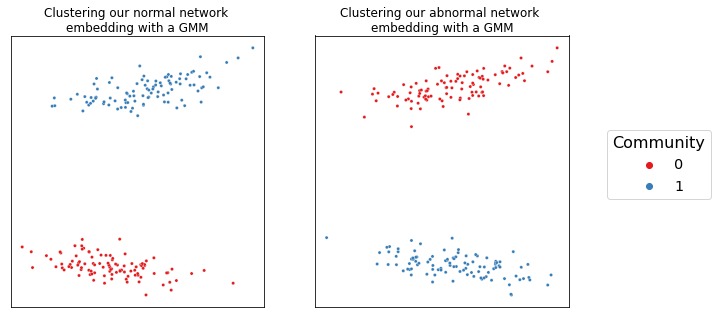 Clustering our normal network
embedding with a GMM
Clustering our abnormal network
embedding with a GMM
Community
0
1